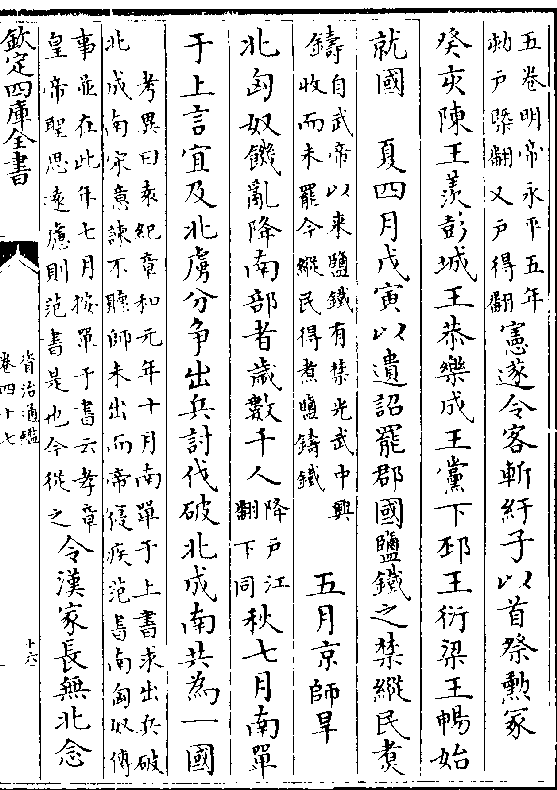 五卷明帝永平五年
劾戶槩翻又戶得翻
憲遂令客斬紆子以首祭勲冢
癸亥陳王羨彭城王恭樂成王黨下邳王衍梁王暢始
就國　夏四月戊寅以遺詔罷郡國鹽鐵之禁縱民煑
鑄自武帝以來鹽鐵有禁光武中興
收而未罷今縱民得煮鹽鑄鐵
五月京師旱
北匈奴饑亂降南部者歲數千人
降戶江
翻下同
秋七月南單
于上言宜及北虜分争出兵討伐破北成南共為一國
考異曰袁紀章和元年十月南單于上書求出兵破
北成南宋意諫不聽師未出而帝寑疾范書南匈奴傳
事並在此年七月按單于書云孝章
皇帝聖思遠慮則范書是也今從之
令漢家長無北念
欽定四庫全書
資治通鑑
卷四十七
十六